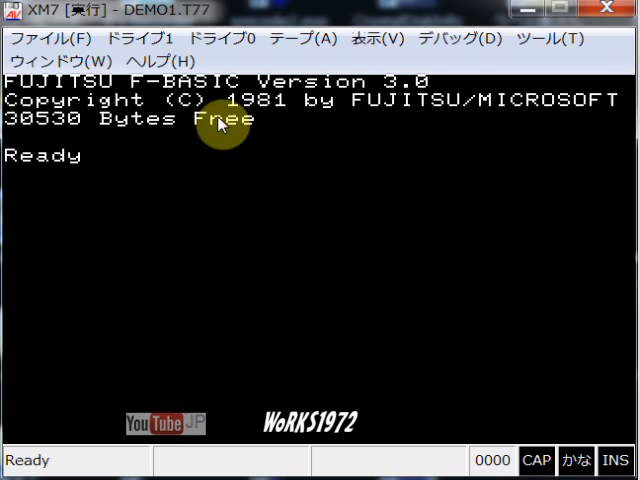 XM7 [実行] - DEMO1.T77
ファイル(F) ドライブ1 ドライブ0 テープ(A) 表示(V) デバッグ(D) ツール(T)
ウィンドウ(W) ヘルプ(H)
FUJITSU F-BASIC Version 3.0
Copyright (C) 1981 by FUJITSU/MICROSOFT
30530 Bytes Free
Ready
YouTube JP
WoRKS1972
Ready 0000 CAP かな INS